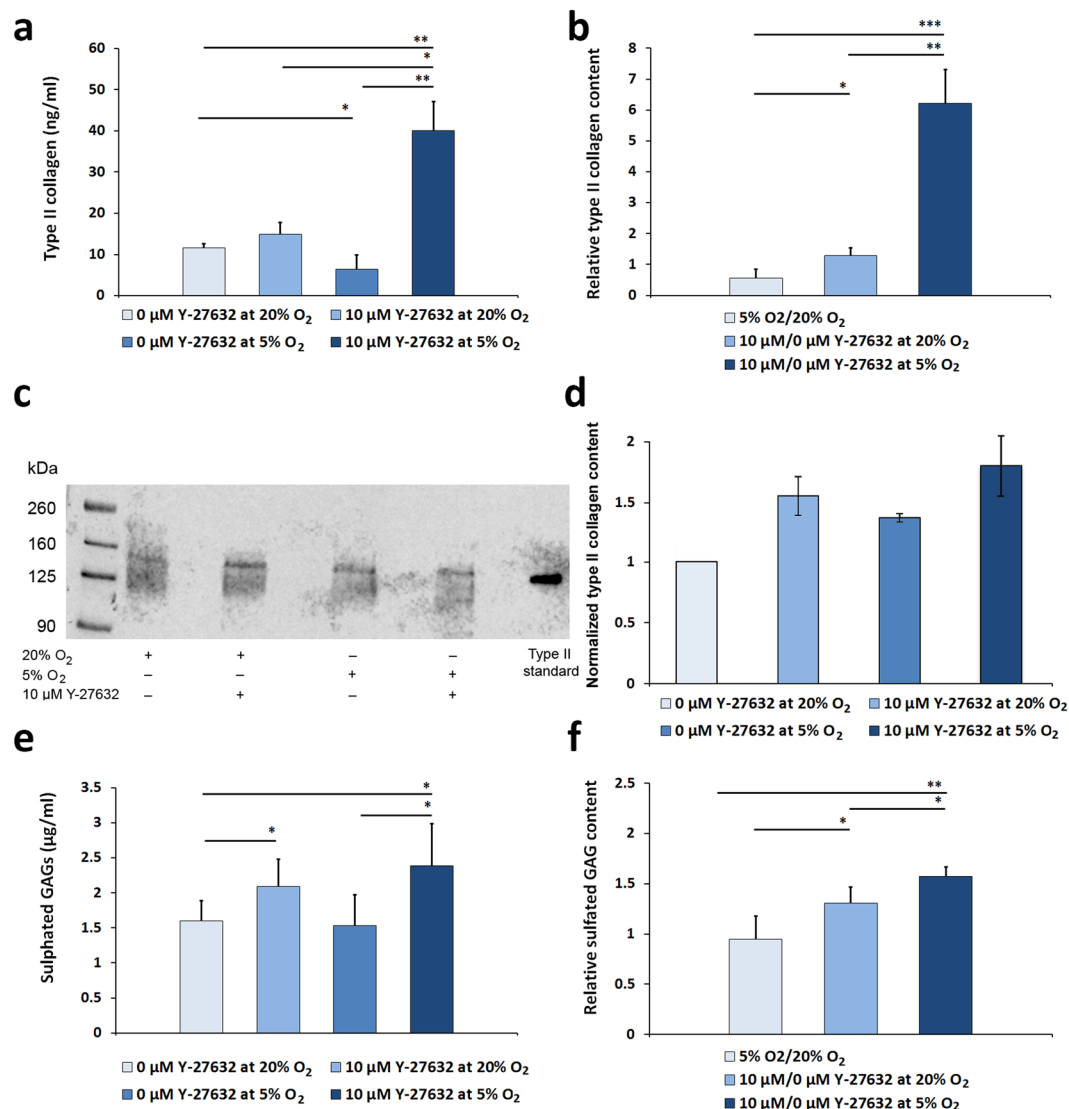 a
Type II collagen (ng/ml)
60
50
40
30
20
10
0
**
*
**
*
0 µM Y-27632 at 20% O2
10 µM Y-27632 at 20% O2
0 µM Y-27632 at 5% O2
10 µM Y-27632 at 5% O2
b
Relative type II collagen content
8
7
6
5
4
3
2
1
0
***
**
*
5% O2/20% O2
10 µM/0 µM Y-27632 at 20% O2
10 µM/0 µM Y-27632 at 5% O2
c
kDa
260
160
125
90
20% O2 + + – –
5% O2 – – + +
10 µM Y-27632 – + – +
Type II
standard
d
Normalized type II collagen content
2
1.5
1
0.5
0
0 µM Y-27632 at 20% O2
10 µM Y-27632 at 20% O2
0 µM Y-27632 at 5% O2
10 µM Y-27632 at 5% O2
e
Sulphated GAGs (µg/ml)
3.5
3
2.5
2
1.5
1
0.5
0
*
*
*
0 µM Y-27632 at 20% O2
10 µM Y-27632 at 20% O2
0 µM Y-27632 at 5% O2
10 µM Y-27632 at 5% O2
f
Relative sulfated GAG content
2.5
2
1.5
1
0.5
0
**
*
*
5% O2/20% O2
10 µM/0 µM Y-27632 at 20% O2
10 µM/0 µM Y-27632 at 5% O2